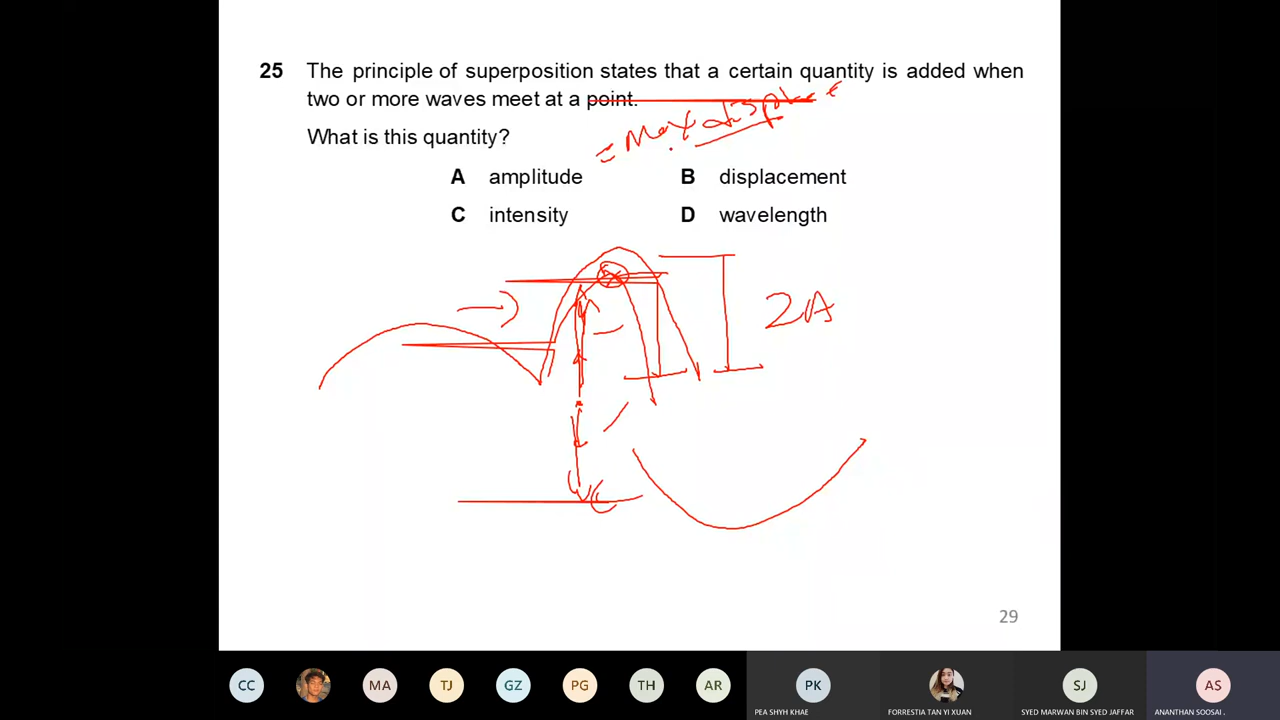 25 The principle of superposition states that a certain quantity is added when
two or more waves meet at a point.
= Max
What is this quantity?
A amplitude B displacement
C intensity D wavelength
2A
29
CC MA TJ GZ PG TH AR PK SJ AS
PEA SHYH KHAE FORRESTIA TAN YI XUAN SYED MARWAN BIN SYED JAFFAR ANANTHAN SOOSAI .